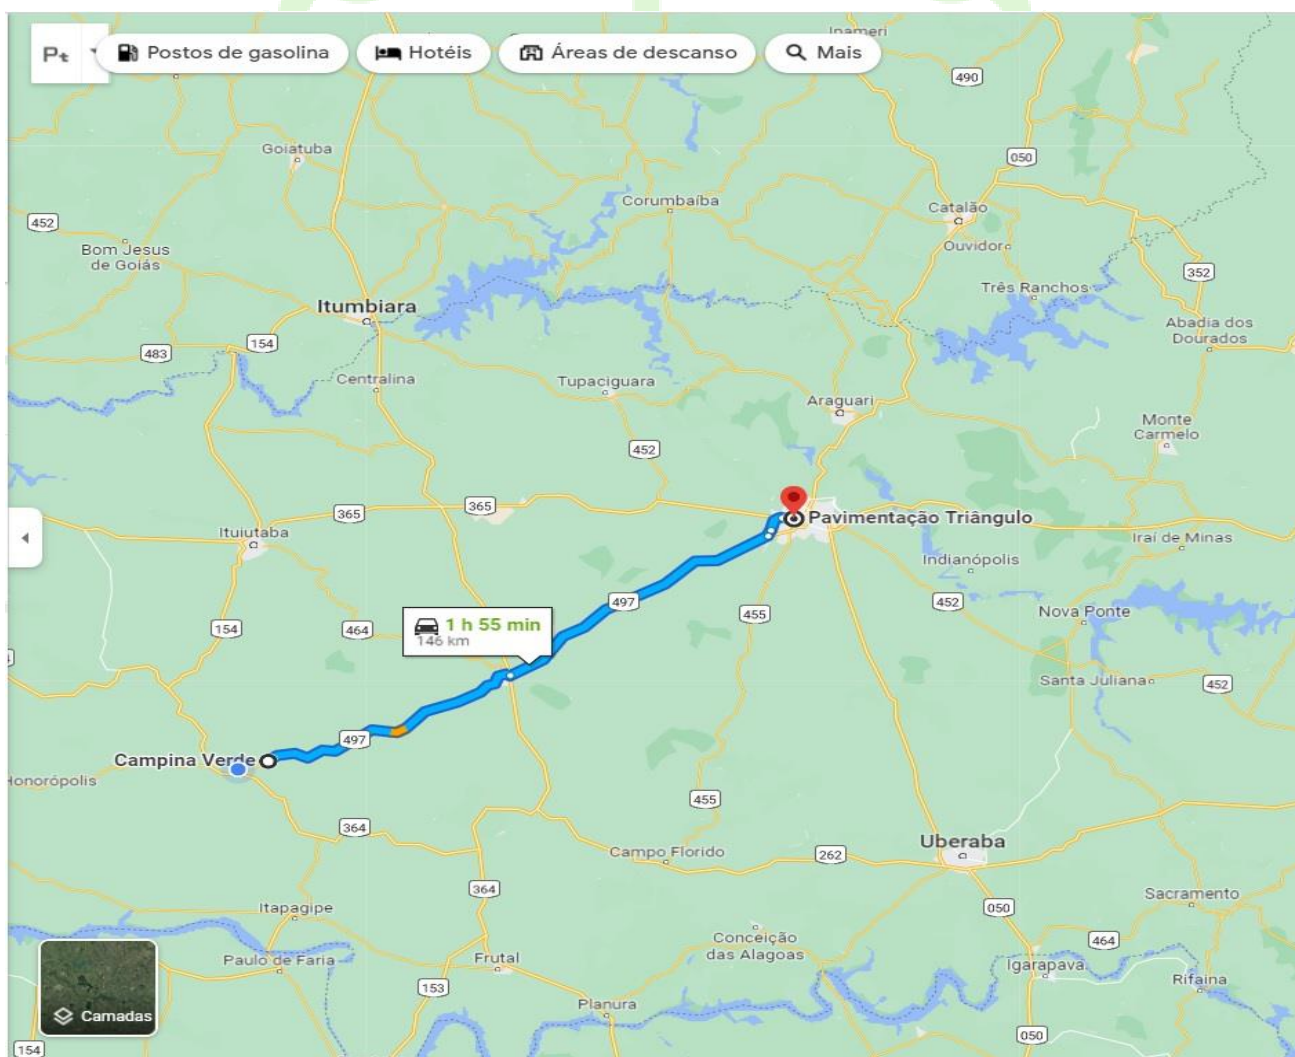 Postos de gasolina
Hotéis
Áreas de descanso
Mais
490
Goiatuba
050
452
Corumbaíba
Catalão
Bom Jesus
de Goiás
Ouvidor
352
Três Ranchos
Itumbiara
Abadia dos
Dourados
154
483
Centralina
Tupaciguara
Araguari
Monte
Carmelo
452
365
365
Pavimentação Triângulo
Ituiutaba
Iraí de Minas
Indianópolis
497
452
455
Nova Ponte
154
464
1 h 55 min
146 km
Santa Juliana
452
497
Campina Verde
Honorópolis
455
364
Uberaba
Campo Florido
262
364
Sacramento
Itapagipe
050
Conceição
das Alagoas
464
Paulo de Faria
Frutal
Igarapava
Rifaina
153
Planura
Camadas
050
154